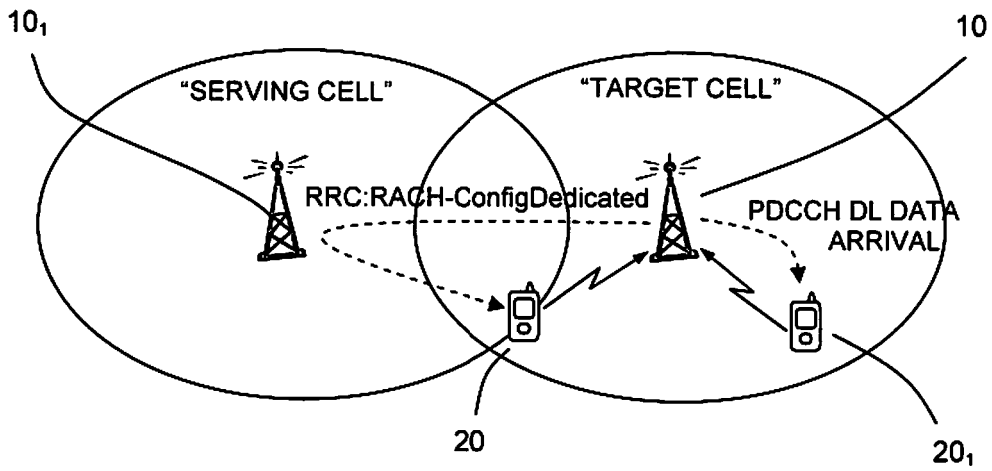 10₁
10
"SERVING CELL"
"TARGET CELL"
RRC:RACH-ConfigDedicated
PDCCH DL DATA
ARRIVAL
20
20₁